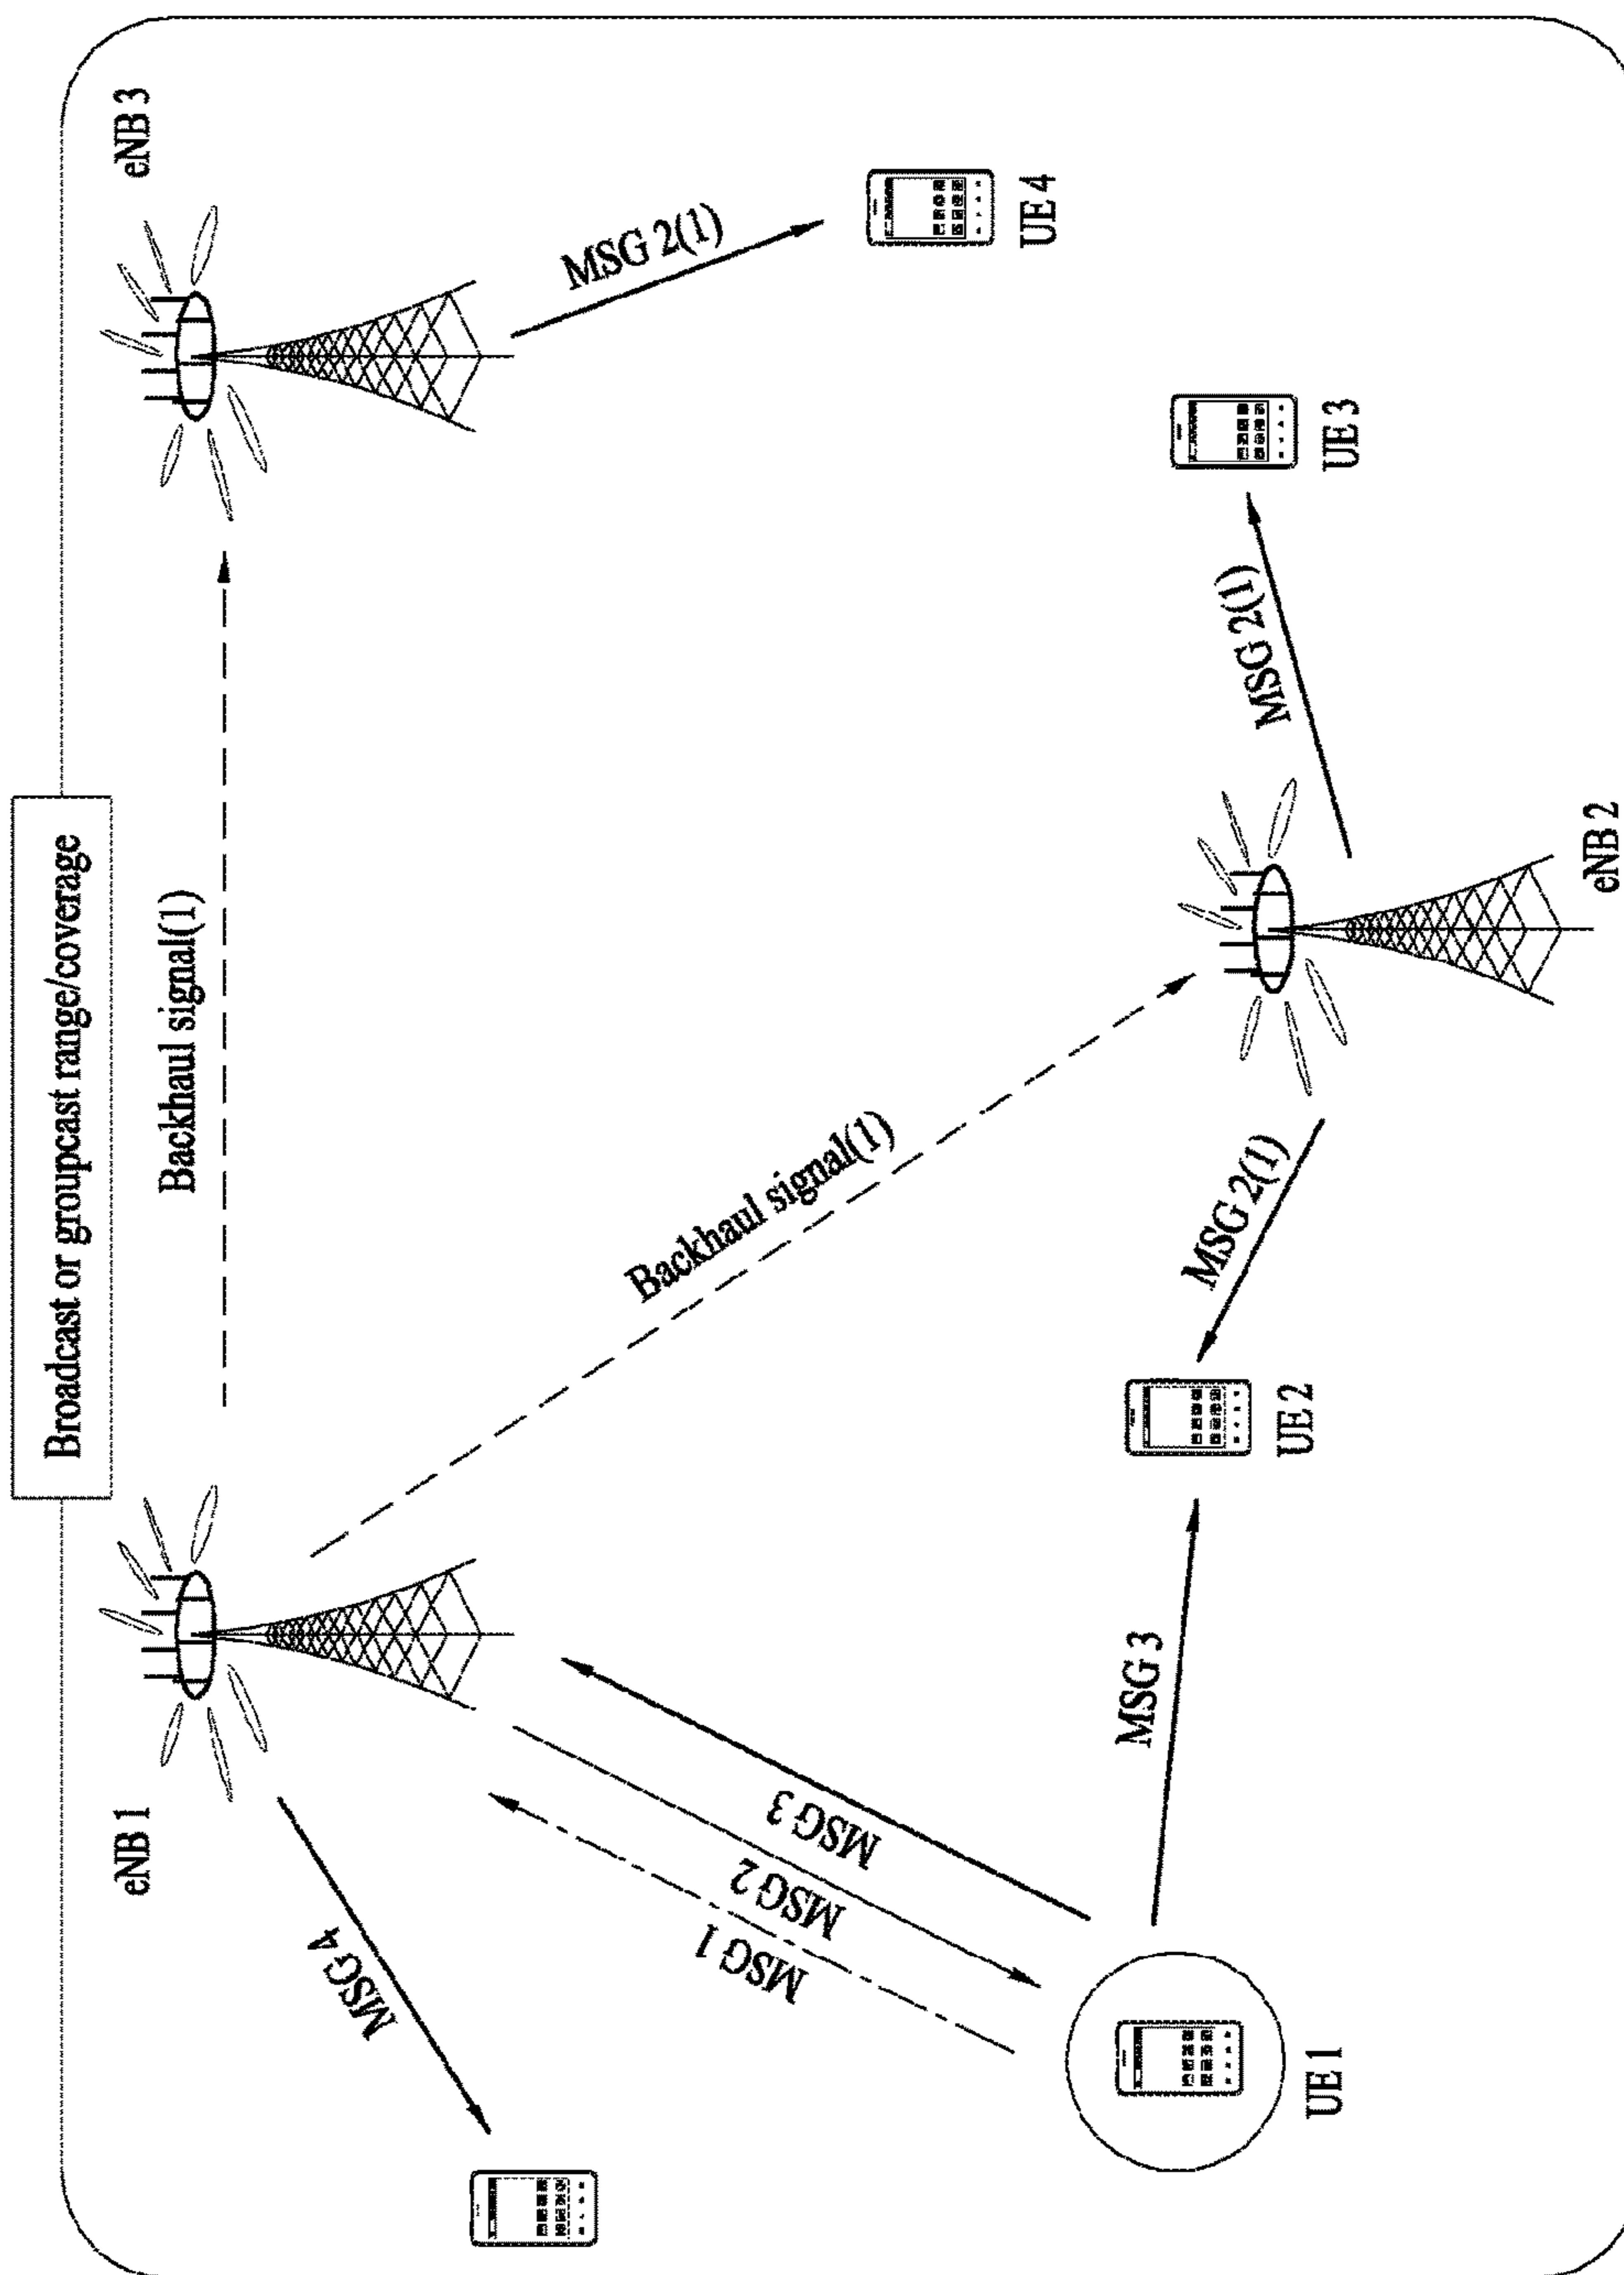 Broadcast or groupcast range/coverage
eNB 1
eNB 3
Backhaul signal(1)
MSG 4
MSG 2(1)
Backhaul signal(1)
UE 4
MSG 1
MSG 2
MSG 3
MSG 3
MSG 2(1)
MSG 2(1)
UE 1
UE 2
UE 3
eNB 2